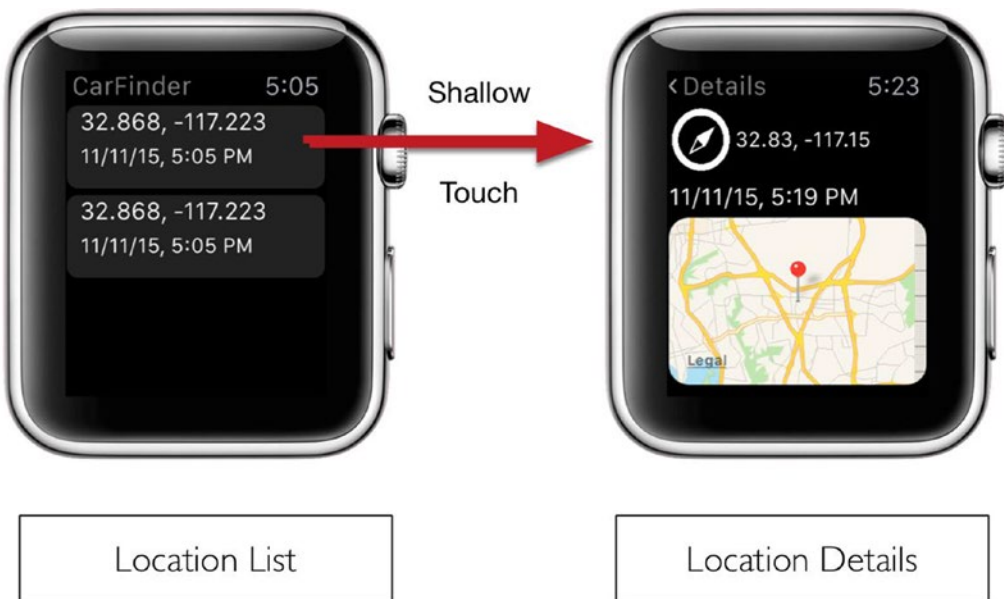 CarFinder 5:05
32.868, -117.223
11/11/15, 5:05 PM
32.868, -117.223
11/11/15, 5:05 PM
Shallow
Touch
< Details 5:23
32.83, -117.15
11/11/15, 5:19 PM
Legal
Location List
Location Details